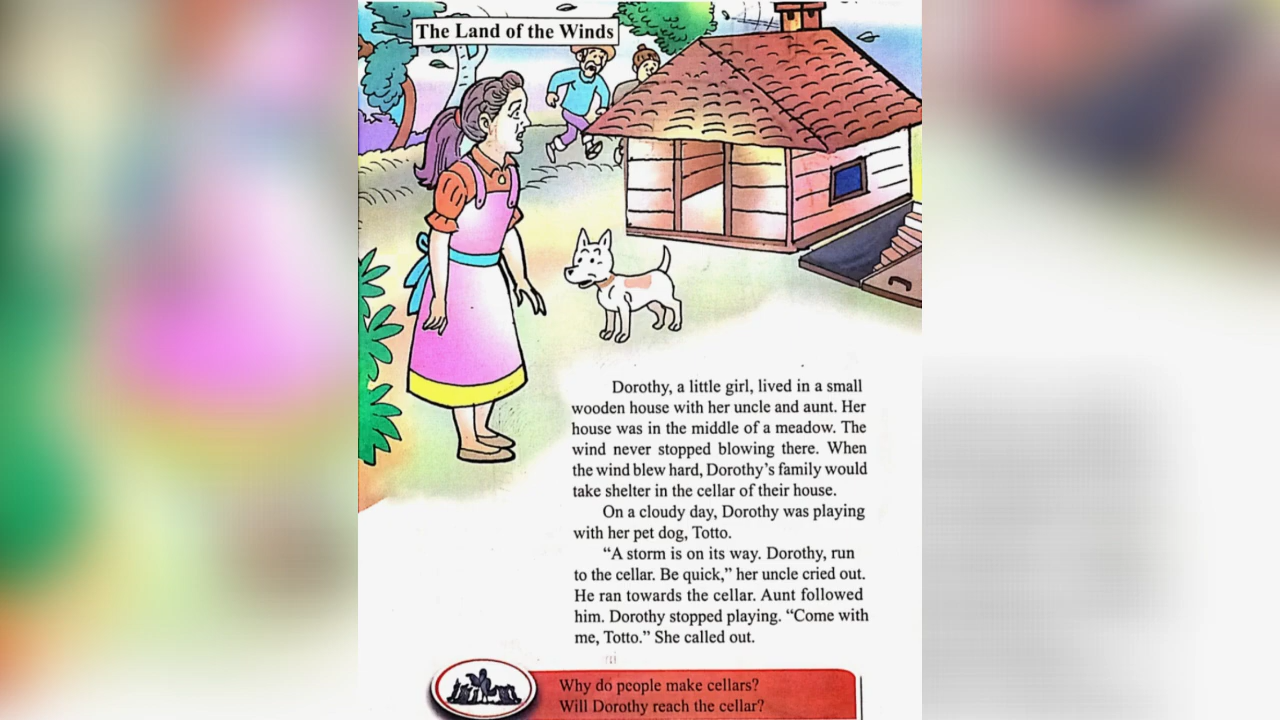 The Land of the Winds
Dorothy, a little girl, lived in a small
wooden house with her uncle and aunt. Her
house was in the middle of a meadow. The
wind never stopped blowing there. When
the wind blew hard, Dorothy's family would
take shelter in the cellar of their house.
On a cloudy day, Dorothy was playing
with her pet dog, Totto.
“A storm is on its way. Dorothy, run
to the cellar. Be quick,” her uncle cried out.
He ran towards the cellar. Aunt followed
him. Dorothy stopped playing. “Come with
me, Totto.” She called out.
Why do people make cellars?
Will Dorothy reach the cellar?